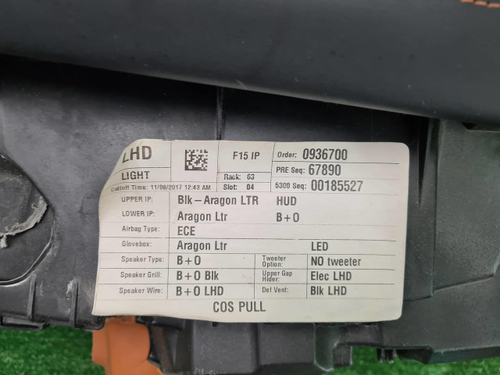 LHD F15 IP Order: 0936700
LIGHT Rack: 63 PRE Seq: 67890
Cuttoff Time: 11/09/2017 12:43 AM Slot: 04 5300 Seq: 00185527
UPPER IP: Blk-Aragon LTR HUD
LOWER IP: Aragon Ltr B+O
Airbag Type: ECE
Glovebox: Aragon Ltr LED
Speaker Type: B+O Tweeter Option: NO tweeter
Speaker Grill: B+O Blk Upper Gap Hider: Elec LHD
Speaker Wire: B+O LHD Def Vent: Blk LHD
COS PULL